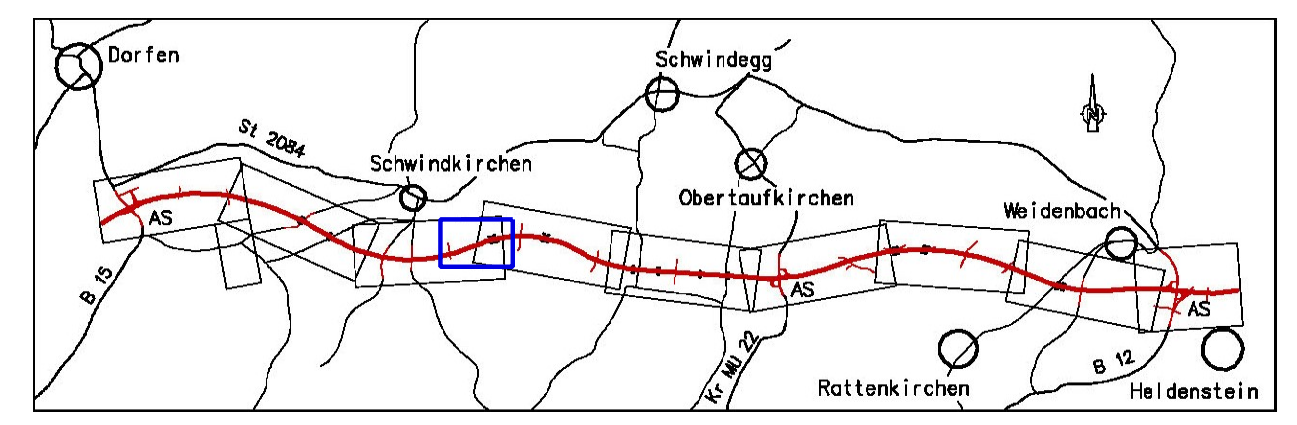 Dorfen
Schwindegg
St 2084
Schwindkirchen
Obertaufkirchen
Weidenbach
AS
B 15
AS
AS
Kr MÜ 22
B 12
Rattenkirchen
Heldenstein
N